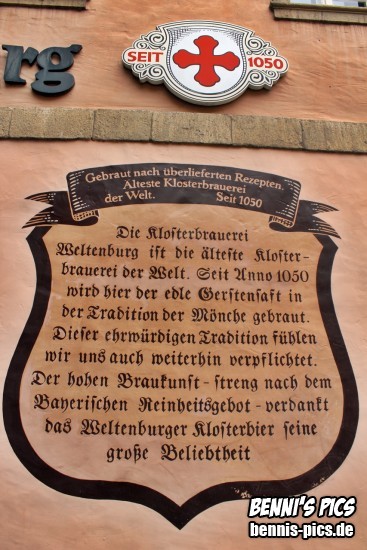 rg
SEIT 1050
Gebraut nach überlieferten Rezepten,
Älteste Klosterbrauerei
der Welt. Seit 1050
Die Klosterbrauerei
Weltenburg ist die älteste Kloster-
brauerei der Welt. Seit Anno 1050
wird hier der edle Gerstensaft in
der Tradition der Mönche gebraut.
Dieser ehrwürdigen Tradition fühlen
wir uns auch weiterhin verpflichtet.
Der hohen Braukunst - streng nach dem
Bayerischen Reinheitsgebot - verdankt
das Weltenburger Klosterbier seine
große Beliebtheit
BENNI'S PICS
bennis-pics.de